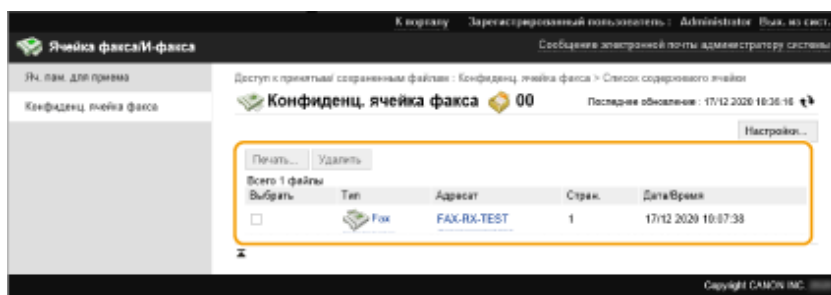 К порталу Зарегистрированный пользователь : Administrator Вых. из сист.
Ячейка факса/И-факса
Сообщение электронной почты администратору системы
Яч. пам. для приема
Конфиденц. ячейка факса
Доступ к принятым/ сохраненным файлам : Конфиденц. ячейка факса > Список содержимого ячейки
Конфиденц. ячейка факса 00
Последнее обновление : 17/12 2020 10:36:16
Настройки...
Печать... Удалить
Всего 1 файлы
Выбрать Тип Адресат Стран. Дата/Время
Fax FAX-RX-TEST 1 17/12 2020 10:07:38
Copyright CANON INC.